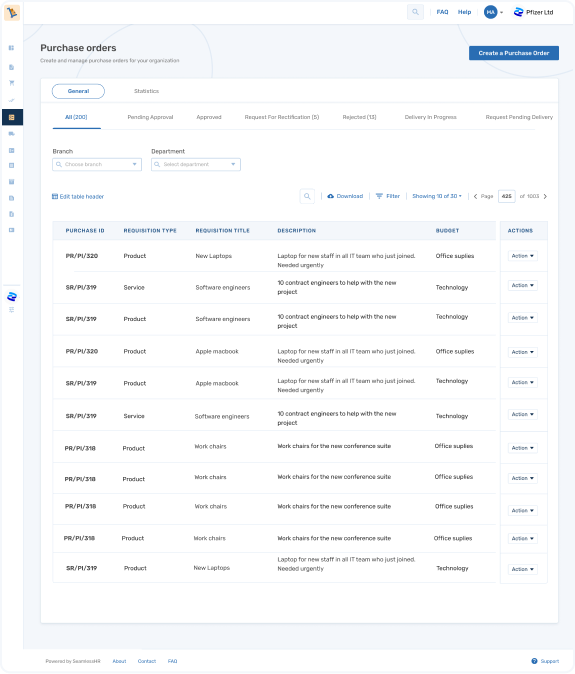 FAQ Help MA Pfizer Ltd
Purchase orders
Create and manage purchase orders for your organization
Create a Purchase Order
General Statistics
All (200) Pending Approval Approved Request For Rectification (5) Rejected (13) Delivery In Progress Request Pending Delivery
Branch Department
Choose branch Select department
Edit table header Download Filter Showing 10 of 30 Page 425 of 1002
PURCHASE ID REQUISITION TYPE REQUISITION TITLE DESCRIPTION BUDGET ACTIONS
PR/PI/320 Product New Laptops Laptop for new staff in all IT team who just joined. Office suplies Action
Needed urgently
SR/PI/319 Service Software engineers 10 contract engineers to help with the new Technology Action
project
SR/PI/319 Product Software engineers 10 contract engineers to help with the new Technology Action
project
PR/PI/320 Product Apple macbook Laptop for new staff in all IT team who just joined. Office suplies Action
Needed urgently
SR/PI/319 Product Apple macbook Laptop for new staff in all IT team who just joined. Technology Action
Needed urgently
SR/PI/319 Service Software engineers 10 contract engineers to help with the new Technology Action
project
PR/PI/318 Product Work chairs Work chairs for the new conference suite Office suplies Action
PR/PI/318 Product Work chairs Work chairs for the new conference suite Office suplies Action
PR/PI/318 Product Work chairs Work chairs for the new conference suite Office suplies Action
PR/PI/318 Product Work chairs Work chairs for the new conference suite Office suplies Action
SR/PI/319 Product New Laptops Laptop for new staff in all IT team who just joined. Technology Action
Needed urgently
Powered by SeamlessHR About Contact FAQ Support